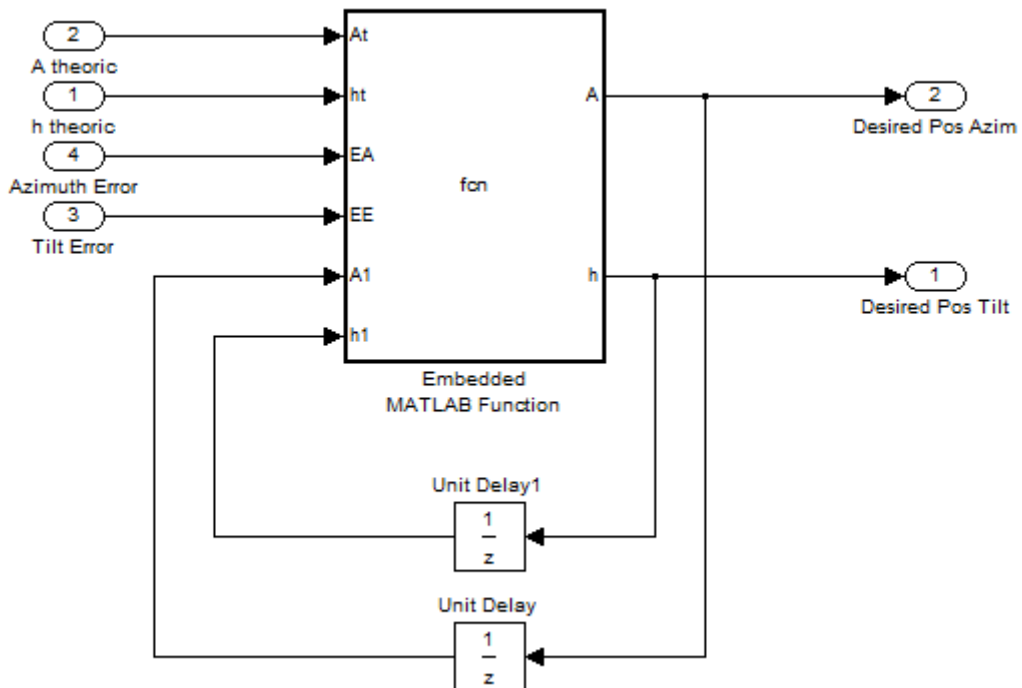 2
At
A theoric
1
ht
A
2
h theoric
Desired Pos Azim
4
EA
Azimuth Error
fcn
3
EE
Tilt Error
A1
h
1
Desired Pos Tilt
h1
Embedded
MATLAB Function
Unit Delay1
1
z
Unit Delay
1
z